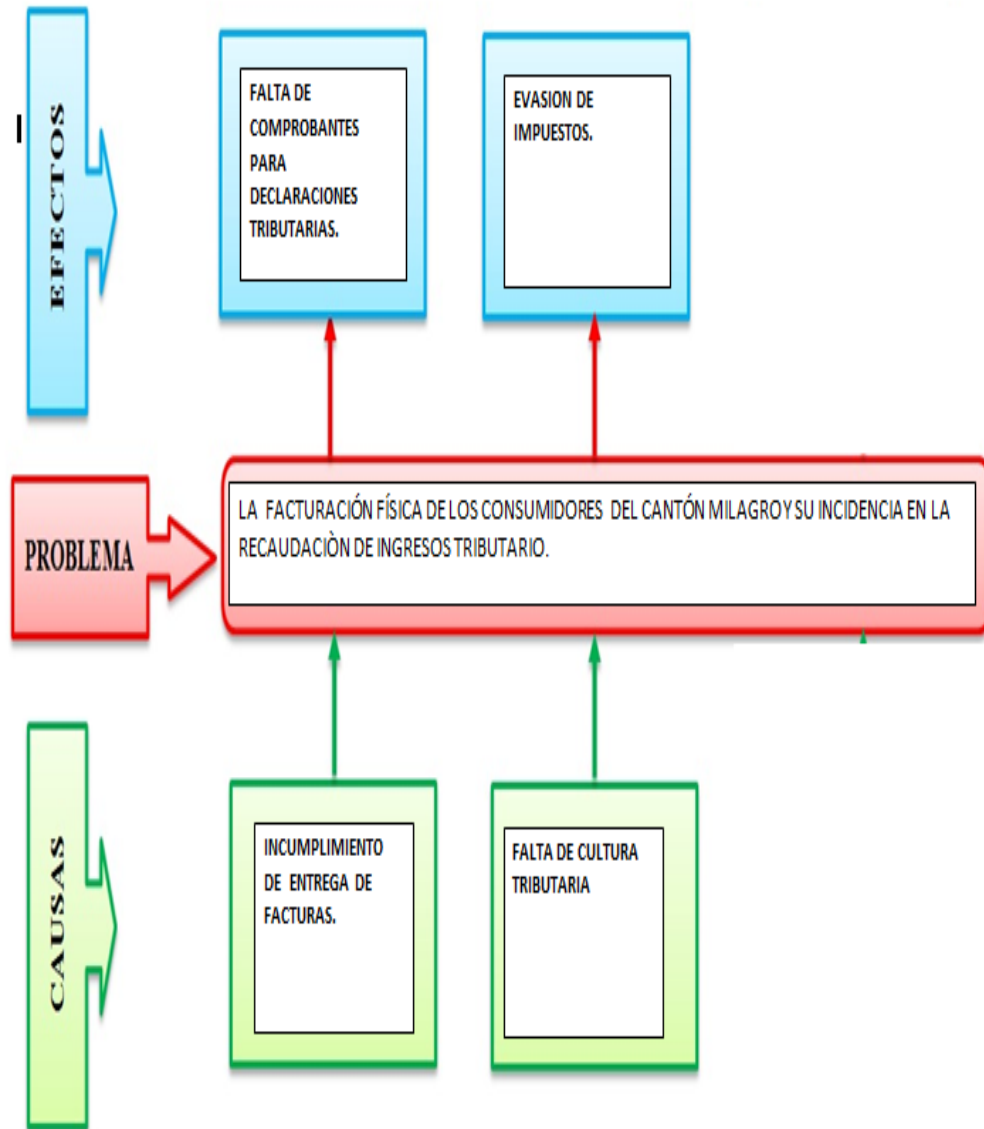 EFECTOS
FALTA DE
COMPROBANTES
PARA
DECLARACIONES
TRIBUTARIAS.
EVASION DE
IMPUESTOS.
PROBLEMA
LA FACTURACIÓN FÍSICA DE LOS CONSUMIDORES DEL CANTÓN MILAGRO Y SU INCIDENCIA EN LA
RECAUDACIÒN DE INGRESOS TRIBUTARIO.
CAUSAS
INCUMPLIMIENTO
DE ENTREGA DE
FACTURAS.
FALTA DE CULTURA
TRIBUTARIA